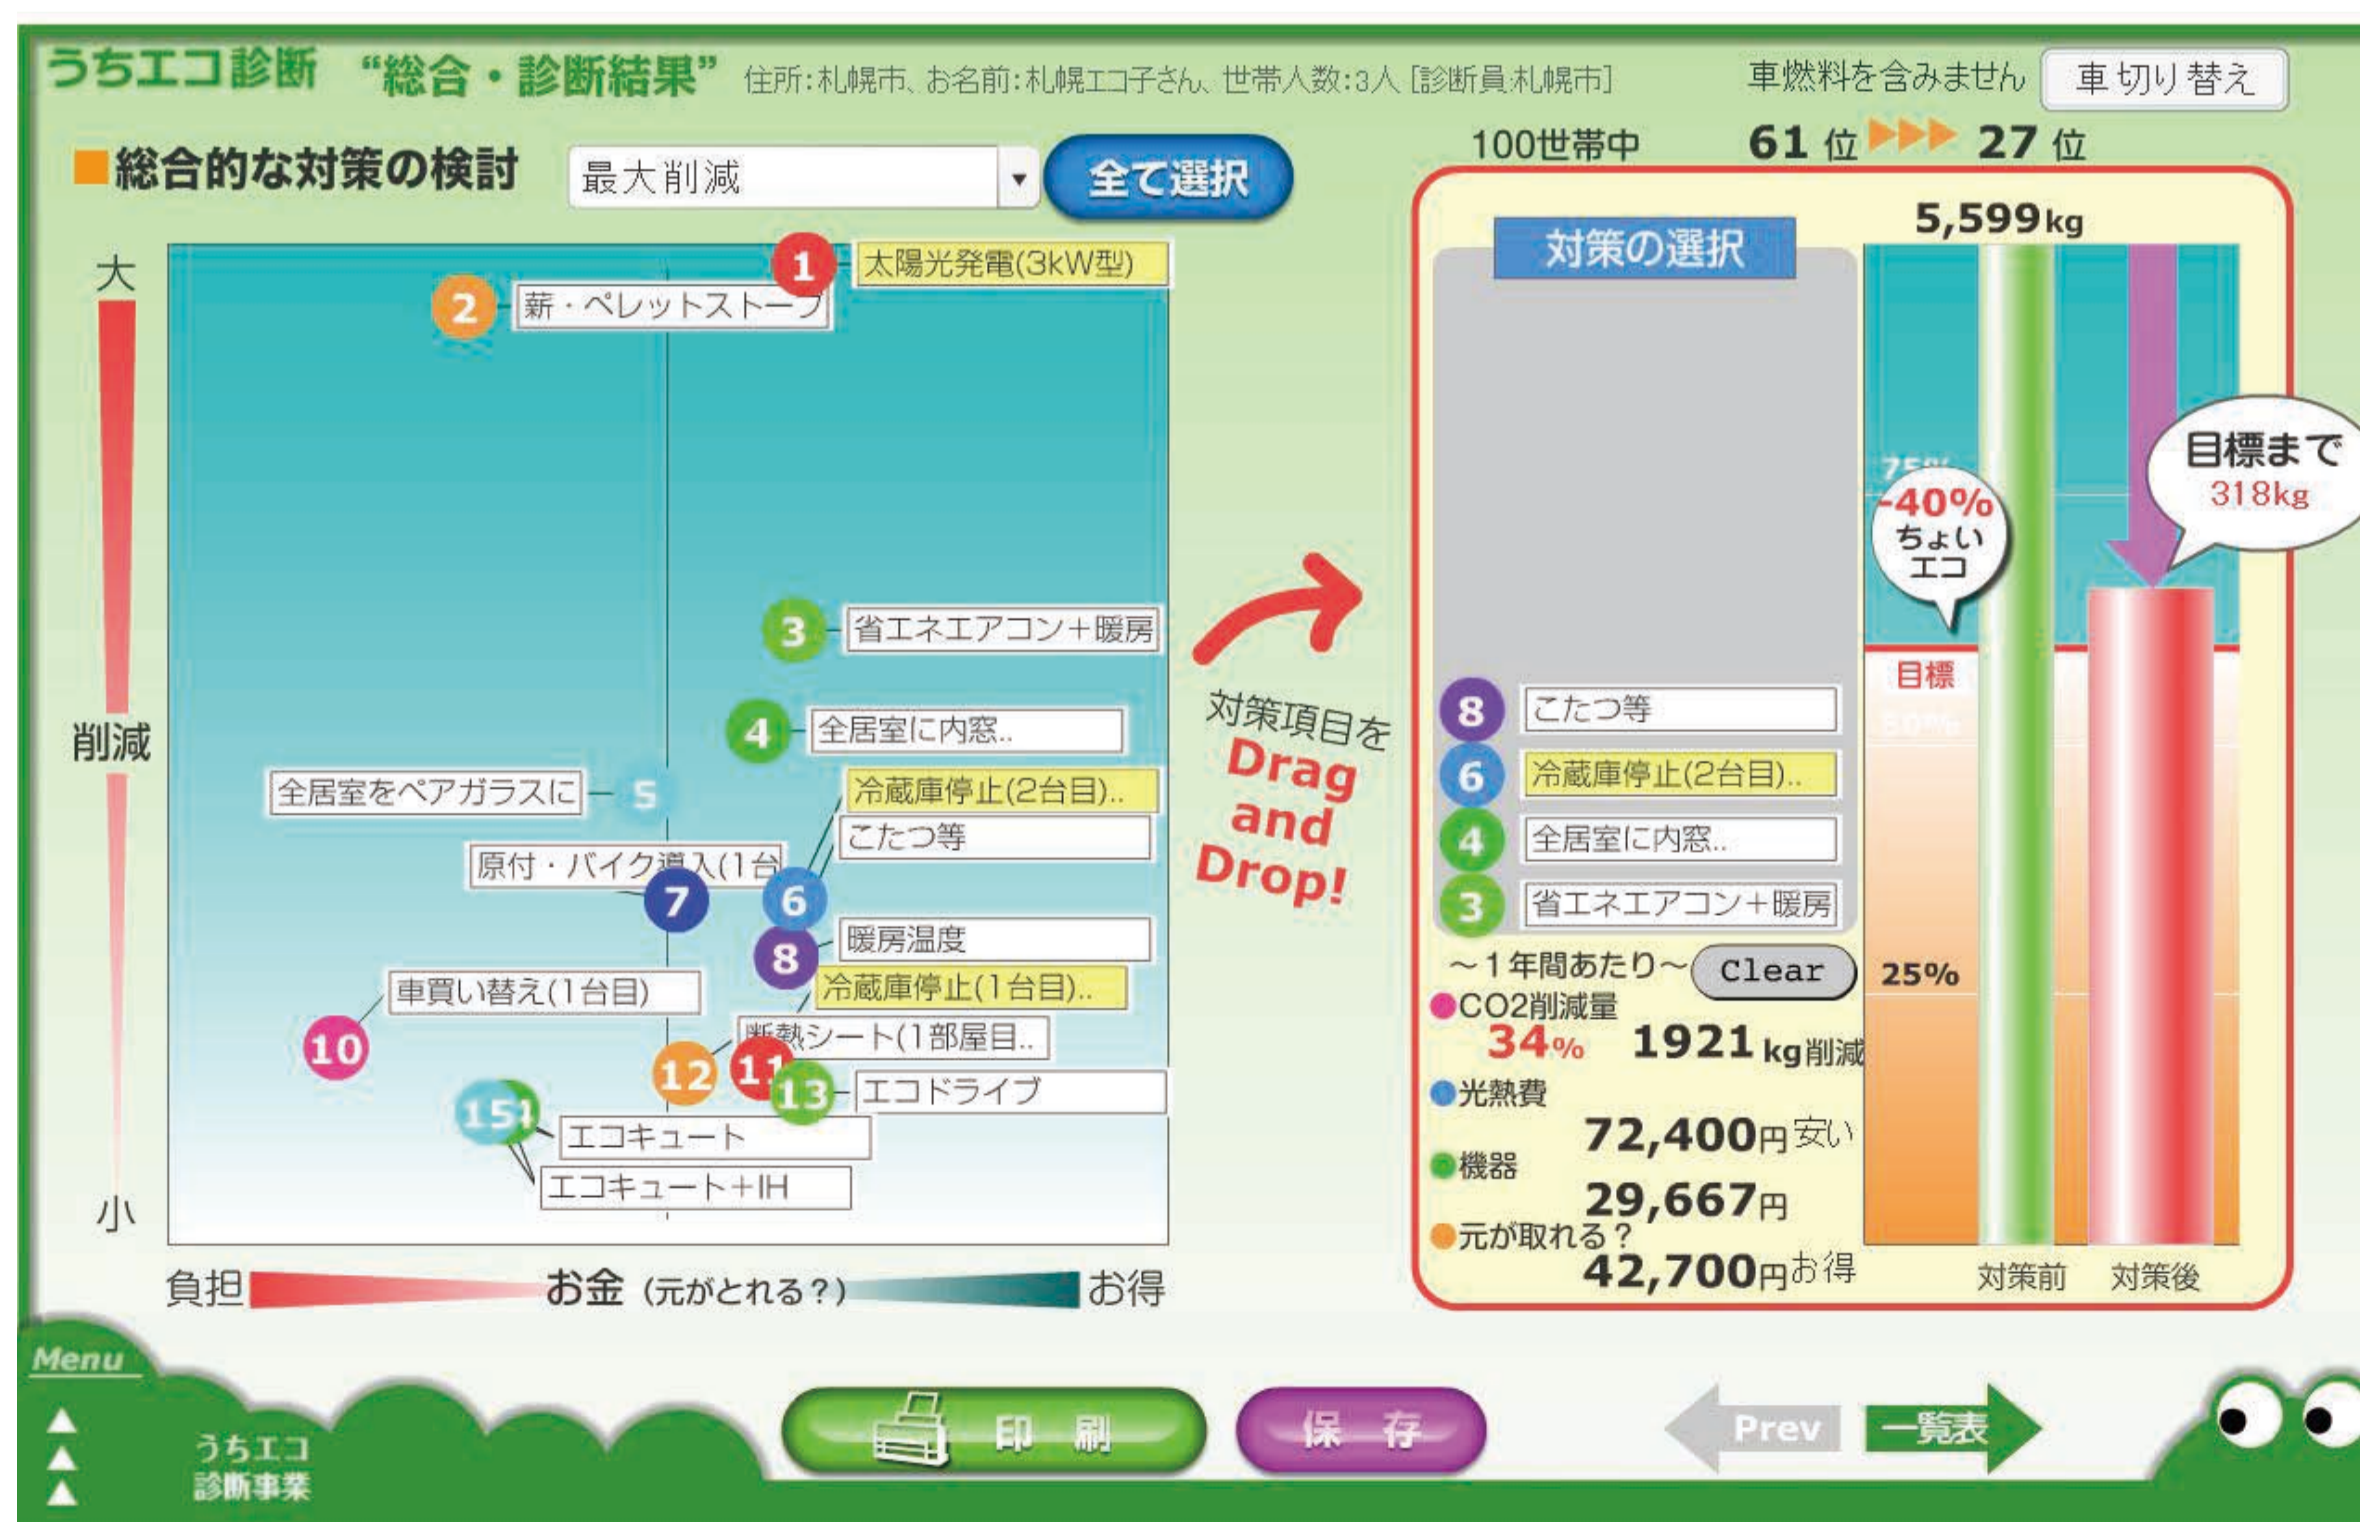 うちエコ診断 “総合・診断結果” 住所:札幌市、お名前:札幌エコ子さん、世帯人数:3人 [診断員:札幌市]
車燃料を含みません 車切り替え
■総合的な対策の検討 最大削減 ▼ 全て選択
100世帯中 61位 ▶▶▶ 27位
大
削減
小
1 太陽光発電(3kW型)
2 薪・ペレットストーブ
3 省エネエアコン+暖房
4 全居室に内窓..
全居室をペアガラスに 5
冷蔵庫停止(2台目)..
こたつ等
原付・バイク導入(1台
7
6
8
暖房温度
冷蔵庫停止(1台目)..
車買い替え(1台目)
10
断熱シート(1部屋目..
12
11
13 エコドライブ
15
エコキュート
エコキュート+IH
負担 お金 (元がとれる?) お得
対策項目を
Drag
and
Drop!
対策の選択
8 こたつ等
6 冷蔵庫停止(2台目)..
4 全居室に内窓..
3 省エネエアコン+暖房
~1年間あたり~ Clear
●CO2削減量
34% 1921kg削減
●光熱費
72,400円安い
●機器
29,667円
●元が取れる?
42,700円お得
5,599kg
75%
-40%
ちょい
エコ
目標まで
318kg
目標
50%
25%
対策前 対策後
Menu
▲
▲
▲
うちエコ
診断事業
印刷
保存
Prev
一覧表